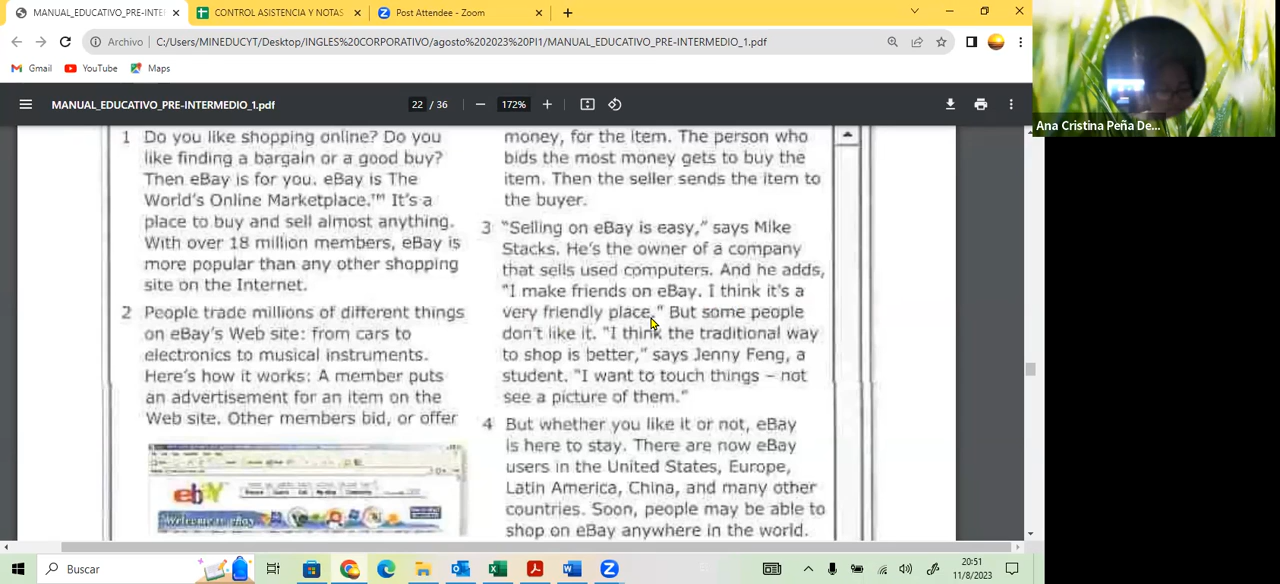 MANUAL_EDUCATIVO_PRE-INTER
CONTROL ASISTENCIA Y NOTAS
Post Attendee - Zoom
Archivo
C:/Users/MINEDUCYT/Desktop/INGLES%20CORPORATIVO/agosto%202023%20PI1/MANUAL_EDUCATIVO_PRE-INTERMEDIO_1.pdf
Gmail
YouTube
Maps
MANUAL_EDUCATIVO_PRE-INTERMEDIO_1.pdf
22 / 36
172%
1 Do you like shopping online? Do you
like finding a bargain or a good buy?
Then eBay is for you. eBay is The
World's Online Marketplace.™ It's a
place to buy and sell almost anything.
With over 18 million members, eBay is
more popular than any other shopping
site on the Internet.
2 People trade millions of different things
on eBay's Web site: from cars to
electronics to musical instruments.
Here's how it works: A member puts
an advertisement for an item on the
Web site. Other members bid, or offer
ebY
Welcome to eBay
money, for the item. The person who
bids the most money gets to buy the
item. Then the seller sends the item to
the buyer.
3 "Selling on eBay is easy," says Mike
Stacks. He's the owner of a company
that sells used computers. And he adds,
"I make friends on eBay. I think it's a
very friendly place." But some people
don't like it. "I think the traditional way
to shop is better," says Jenny Feng, a
student. "I want to touch things – not
see a picture of them."
4 But whether you like it or not, eBay
is here to stay. There are now eBay
users in the United States, Europe,
Latin America, China, and many other
countries. Soon, people may be able to
shop on eBay anywhere in the world.
Ana Cristina Peña De...
Buscar
20:51
11/8/2023